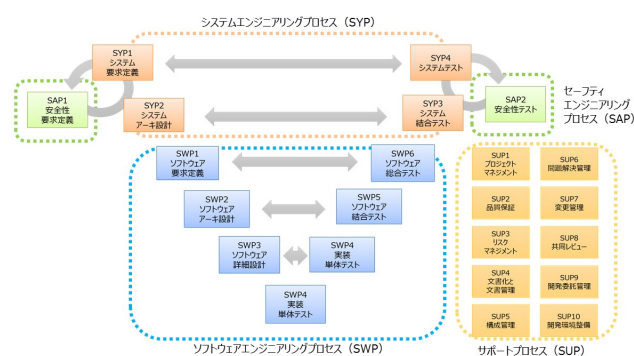 システムエンジニアリングプロセス（SYP）
SYP1
システム
要求定義
SYP4
システムテスト
SAP1
安全性
要求定義
SAP2
安全性テスト
セーフティ
エンジニアリング
プロセス（SAP）
SYP2
システム
アーキ設計
SYP3
システム
結合テスト
SWP1
ソフトウェア
要求定義
SWP6
ソフトウェア
総合テスト
SWP2
ソフトウェア
アーキ設計
SWP5
ソフトウェア
結合テスト
SWP3
ソフトウェア
詳細設計
SWP4
実装
単体テスト
SWP4
実装
単体テスト
ソフトウェアエンジニアリングプロセス（SWP）
SUP1
プロジェクト
マネジメント
SUP6
問題解決管理
SUP2
品質保証
SUP7
変更管理
SUP3
リスク
マネジメント
SUP8
共同レビュー
SUP4
文書化と
文書管理
SUP9
開発委託管理
SUP5
構成管理
SUP10
開発環境整備
サポートプロセス（SUP）